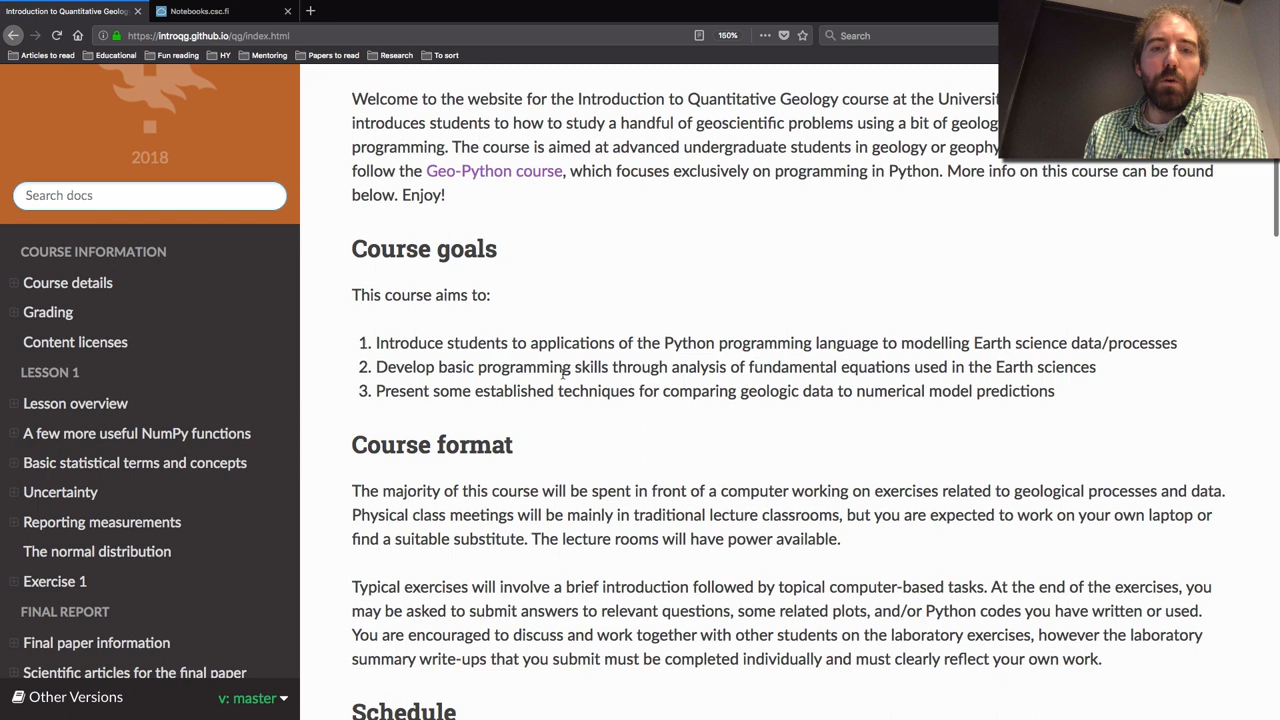 Introduction to Quantitative Geolog
Notebooks.csc.fi
https://introqg.github.io/qg/index.html
150%
Search
Articles to read
Educational
Fun reading
HY
Mentoring
Papers to read
Research
To sort
2018
Search docs
COURSE INFORMATION
Course details
Grading
Content licenses
LESSON 1
Lesson overview
A few more useful NumPy functions
Basic statistical terms and concepts
Uncertainty
Reporting measurements
The normal distribution
Exercise 1
FINAL REPORT
Final paper information
Scientific articles for the final paper
Other Versions
v: master
Welcome to the website for the Introduction to Quantitative Geology course at the Universi
introduces students to how to study a handful of geoscientific problems using a bit of geolog
programming. The course is aimed at advanced undergraduate students in geology or geophy
follow the Geo-Python course, which focuses exclusively on programming in Python. More info on this course can be found
below. Enjoy!
Course goals
This course aims to:
1. Introduce students to applications of the Python programming language to modelling Earth science data/processes
2. Develop basic programming skills through analysis of fundamental equations used in the Earth sciences
3. Present some established techniques for comparing geologic data to numerical model predictions
Course format
The majority of this course will be spent in front of a computer working on exercises related to geological processes and data.
Physical class meetings will be mainly in traditional lecture classrooms, but you are expected to work on your own laptop or
find a suitable substitute. The lecture rooms will have power available.
Typical exercises will involve a brief introduction followed by topical computer-based tasks. At the end of the exercises, you
may be asked to submit answers to relevant questions, some related plots, and/or Python codes you have written or used.
You are encouraged to discuss and work together with other students on the laboratory exercises, however the laboratory
summary write-ups that you submit must be completed individually and must clearly reflect your own work.
Schedule